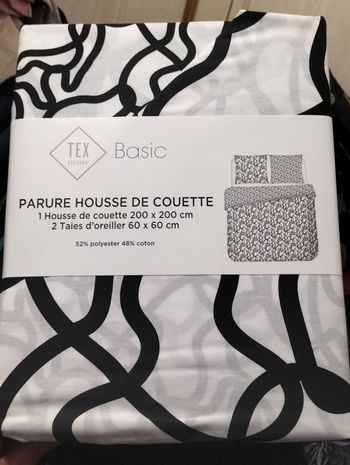 TEX
HOME
Basic
PARURE HOUSSE DE COUETTE
1 Housse de couette 200 x 200 cm
2 Taies d'oreiller 60 x 60 cm
52% polyester 48% coton